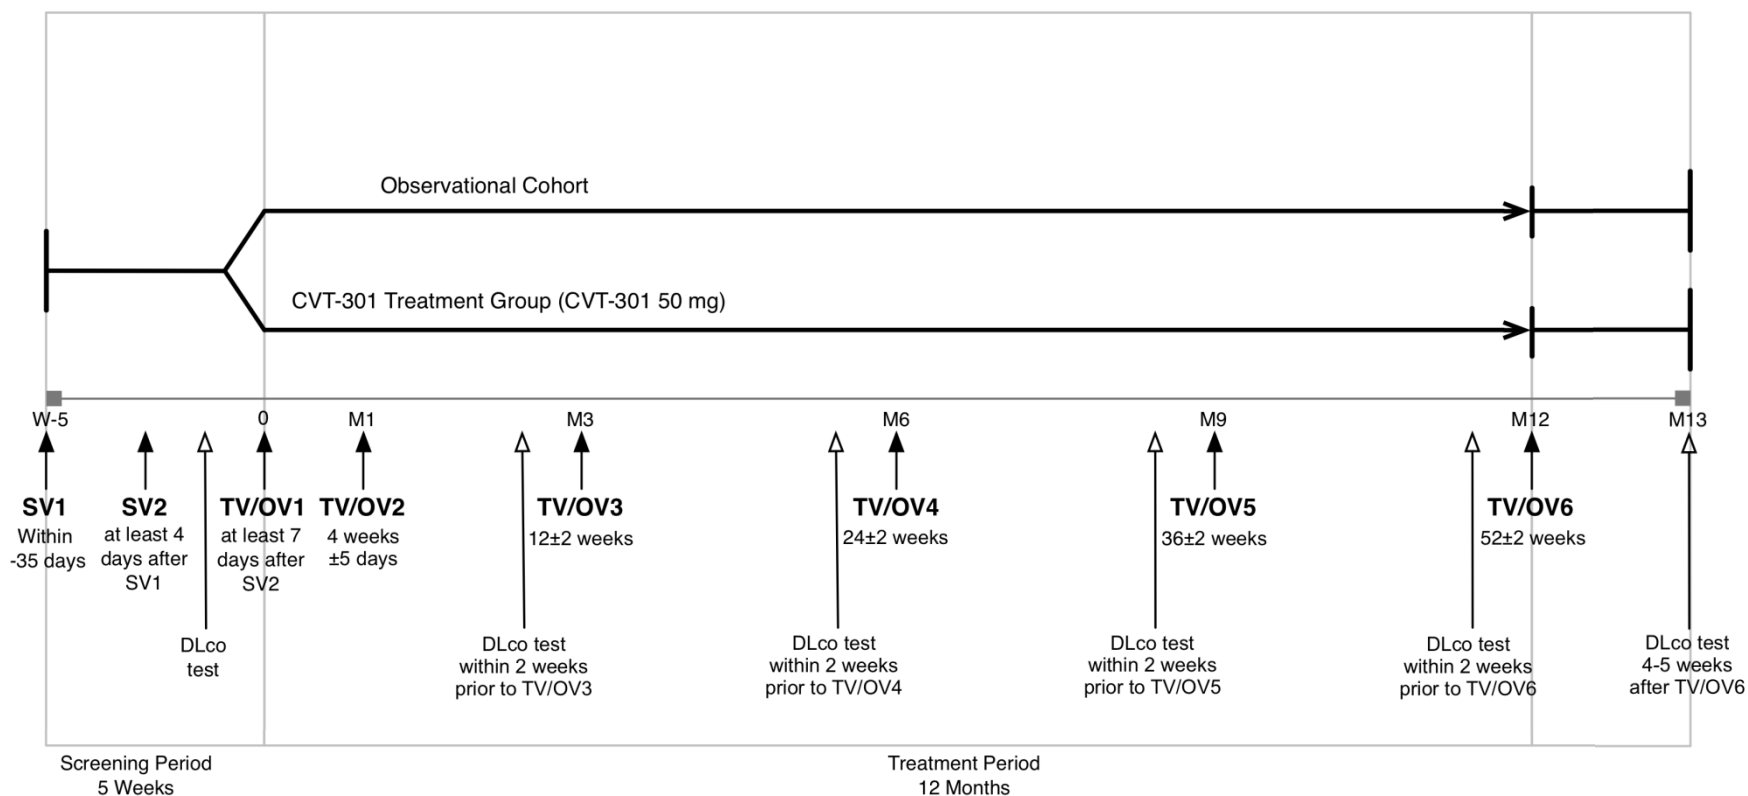 Observational Cohort
CVT-301 Treatment Group (CVT-301 50 mg)
W-5
0
M1
M3
M6
M9
M12
M13
SV1
Within
-35 days
SV2
at least 4
days after
SV1
TV/OV1
at least 7
days after
SV2
TV/OV2
4 weeks
±5 days
TV/OV3
12±2 weeks
TV/OV4
24±2 weeks
TV/OV5
36±2 weeks
TV/OV6
52±2 weeks
DLco
test
DLco test
within 2 weeks
prior to TV/OV3
DLco test
within 2 weeks
prior to TV/OV4
DLco test
within 2 weeks
prior to TV/OV5
DLco test
within 2 weeks
prior to TV/OV6
DLco test
4-5 weeks
after TV/OV6
Screening Period
5 Weeks
Treatment Period
12 Months